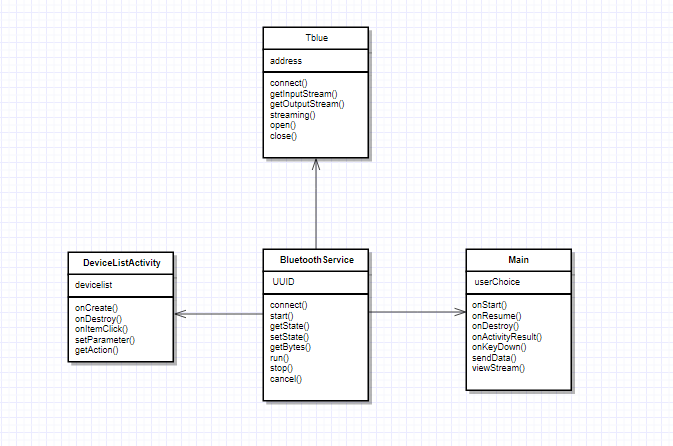 Tblue
address
connect()
getInputStream()
getOutputStream()
streaming()
open()
close()
DeviceListActivity
devicelist
onCreate()
onDestroy()
onItemClick()
setParameter()
getAction()
BluetoothService
UUID
connect()
start()
getState()
setState()
getBytes()
run()
stop()
cancel()
Main
userChoice
onStart()
onResume()
onDestroy()
onActivityResult()
onKeyDown()
sendData()
viewStream()